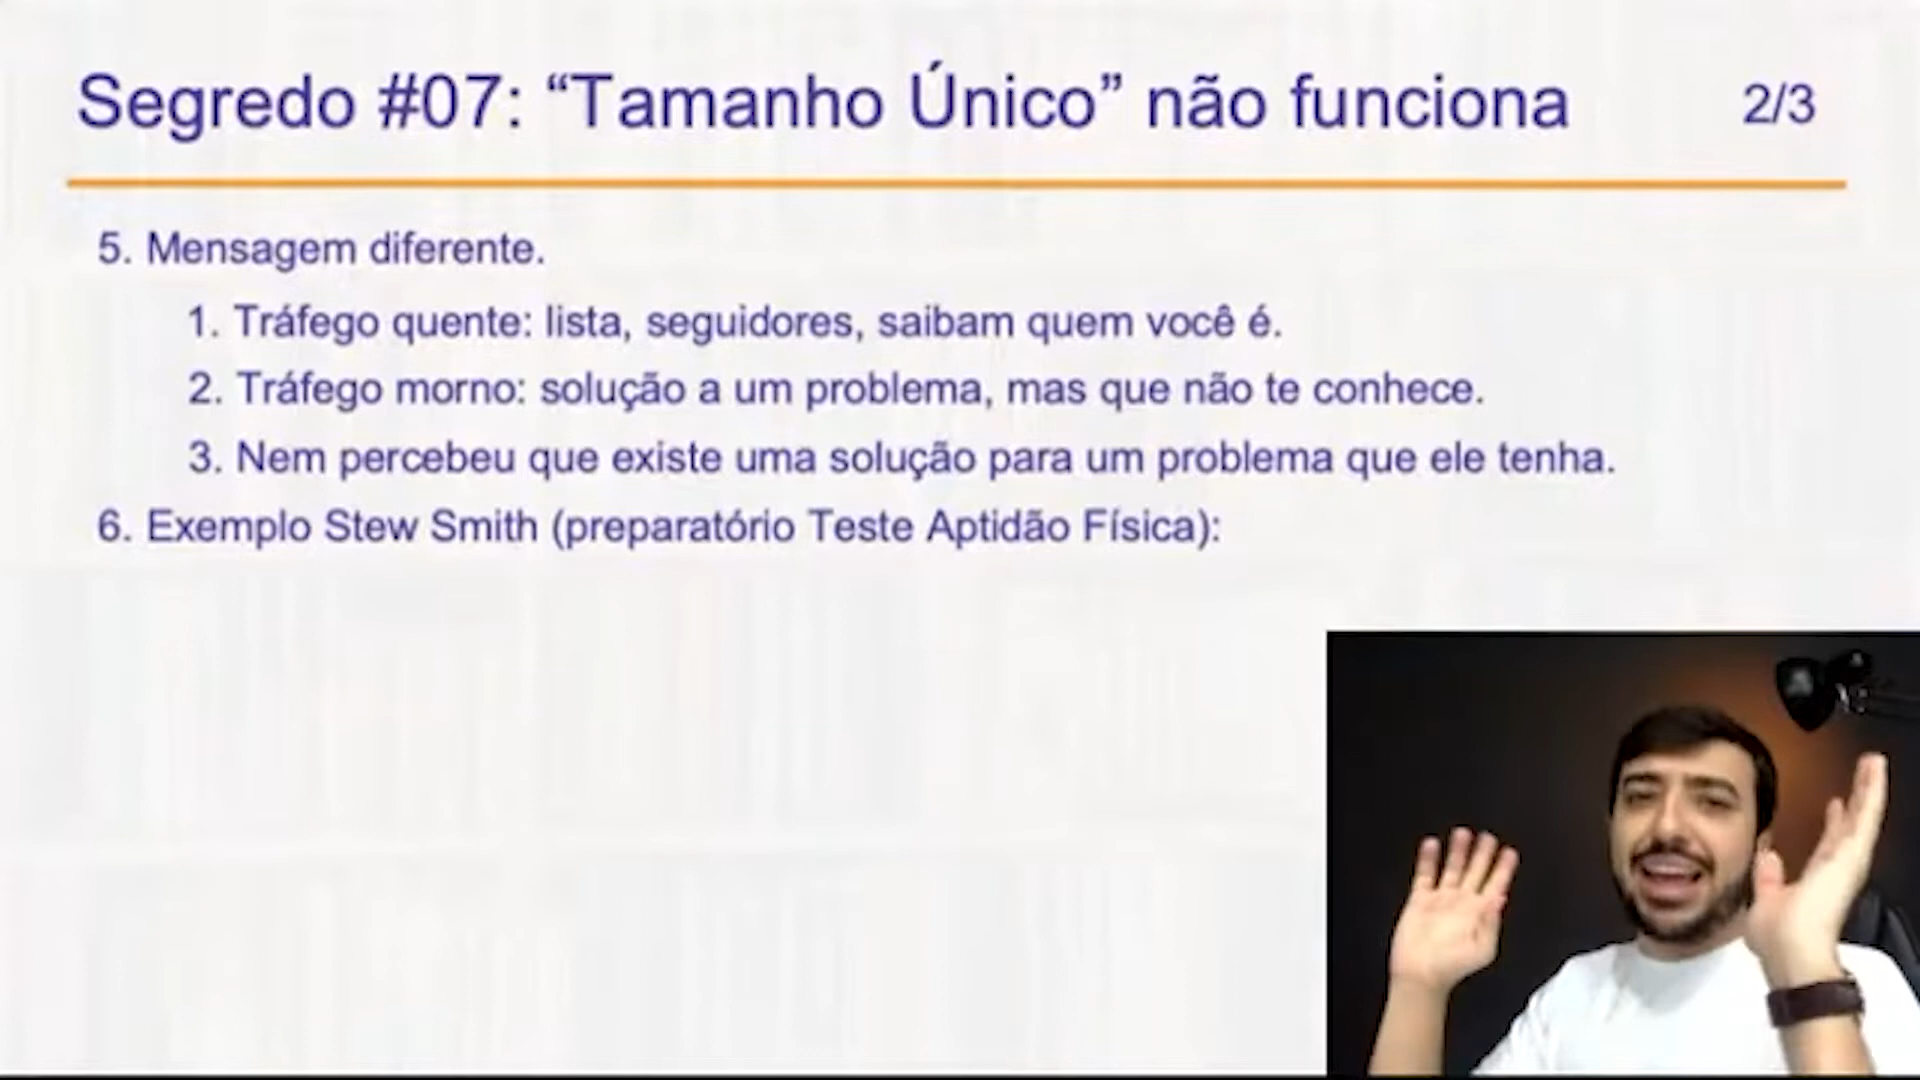 Segredo #07: “Tamanho Único” não funciona 2/3
5. Mensagem diferente.
1. Tráfego quente: lista, seguidores, saibam quem você é.
2. Tráfego morno: solução a um problema, mas que não te conhece.
3. Nem percebeu que existe uma solução para um problema que ele tenha.
6. Exemplo Stew Smith (preparatório Teste Aptidão Física):